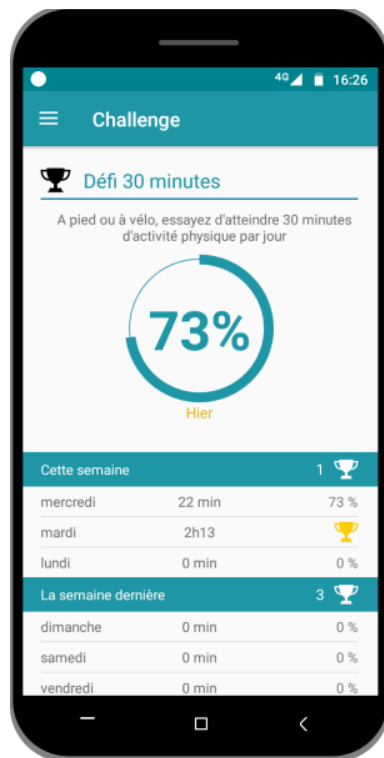 4G 16:26
Challenge
Défi 30 minutes
A pied ou à vélo, essayez d'atteindre 30 minutes
d'activité physique par jour
73%
Hier
Cette semaine 1
mercredi 22 min 73 %
mardi 2h13
lundi 0 min 0 %
La semaine dernière 3
dimanche 0 min 0 %
samedi 0 min 0 %
vendredi 0 min 0 %